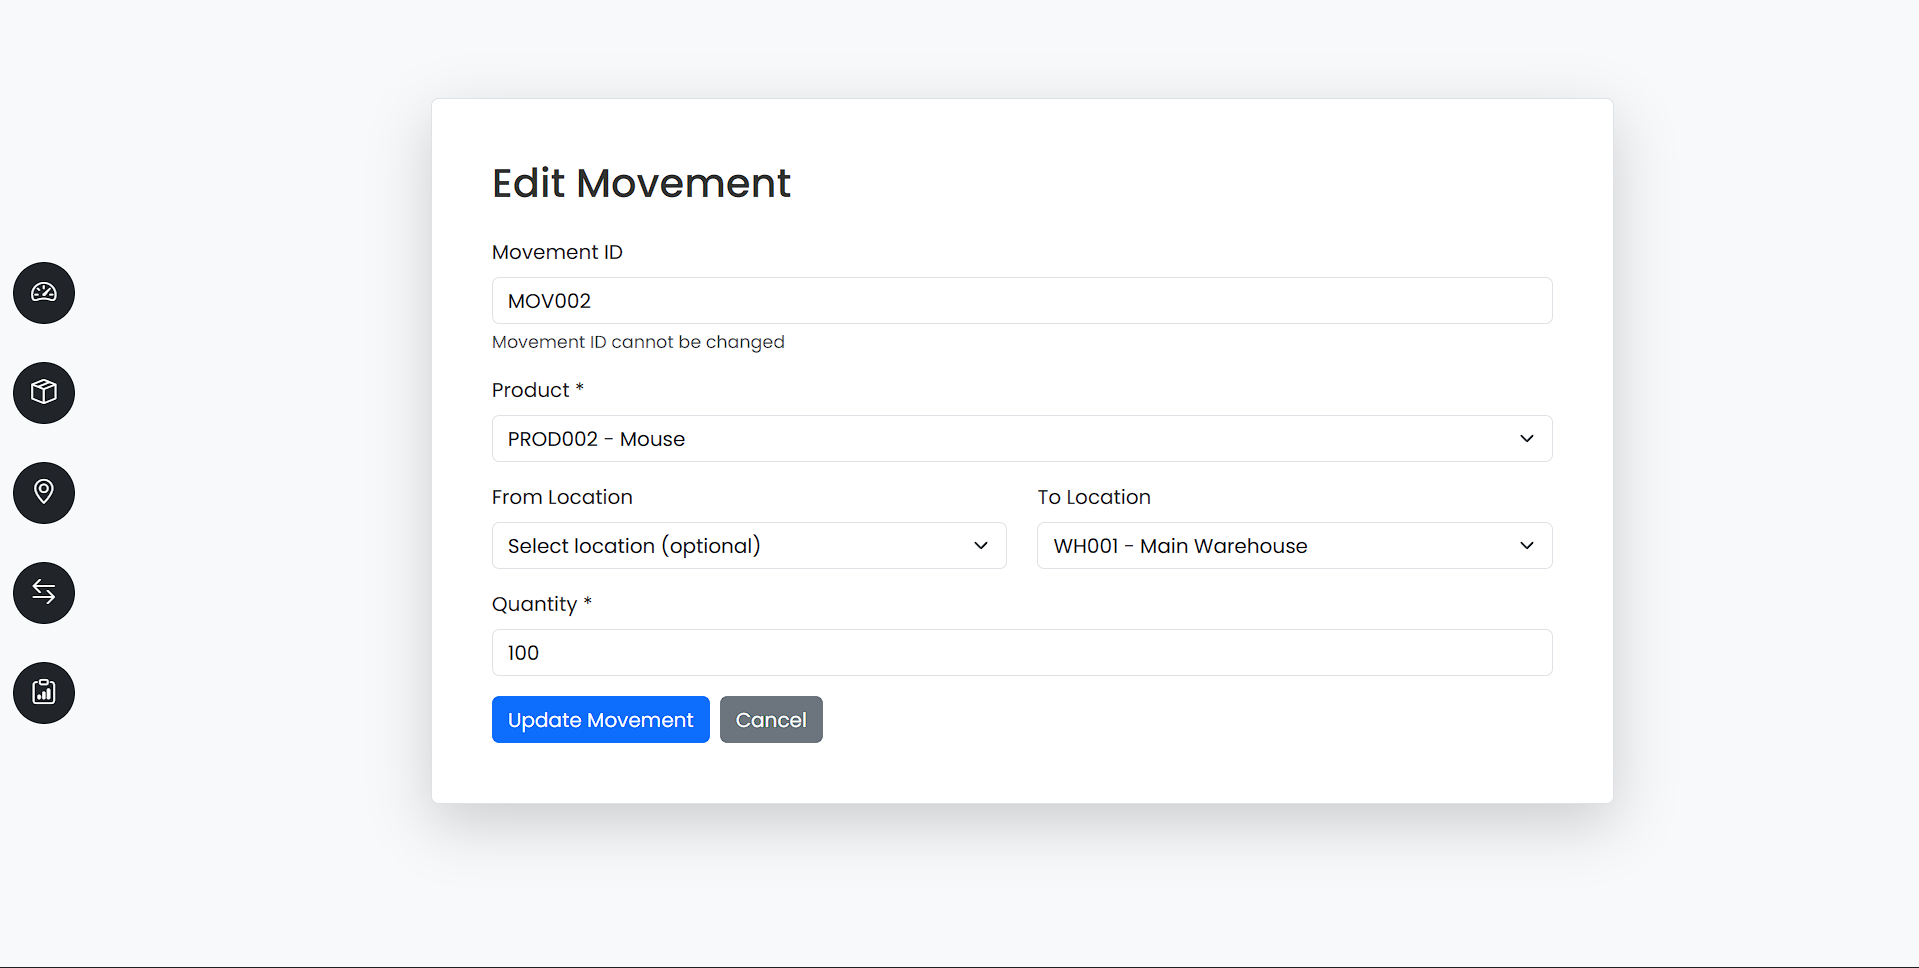 Edit Movement
Movement ID
MOV002
Movement ID cannot be changed
Product *
PROD002 - Mouse
From Location
To Location
Select location (optional)
WH001 - Main Warehouse
Quantity *
100
Update Movement
Cancel